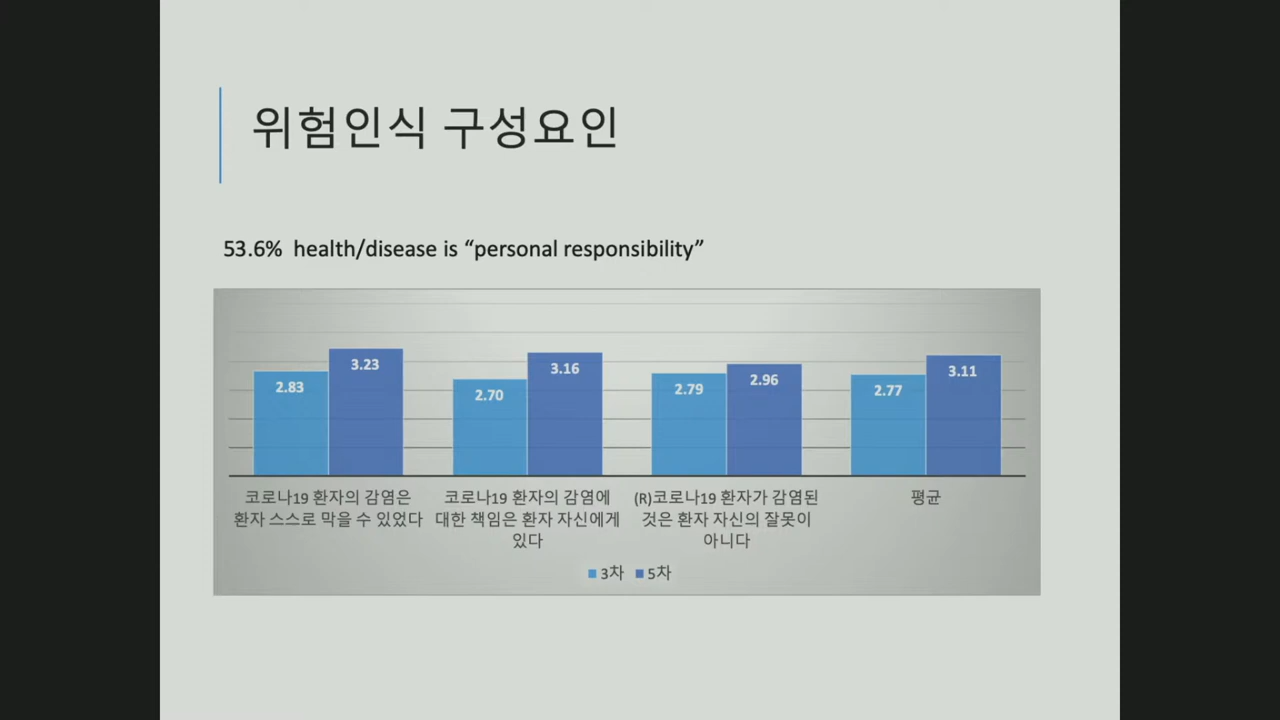 위험인식 구성요인
53.6% health/disease is “personal responsibility”
2.83
3.23
2.70
3.16
2.79
2.96
2.77
3.11
코로나19 환자의 감염은
환자 스스로 막을 수 있었다
코로나19 환자의 감염에
대한 책임은 환자 자신에게
있다
(R)코로나19 환자가 감염된
것은 환자 자신의 잘못이
아니다
평균
3차 5차